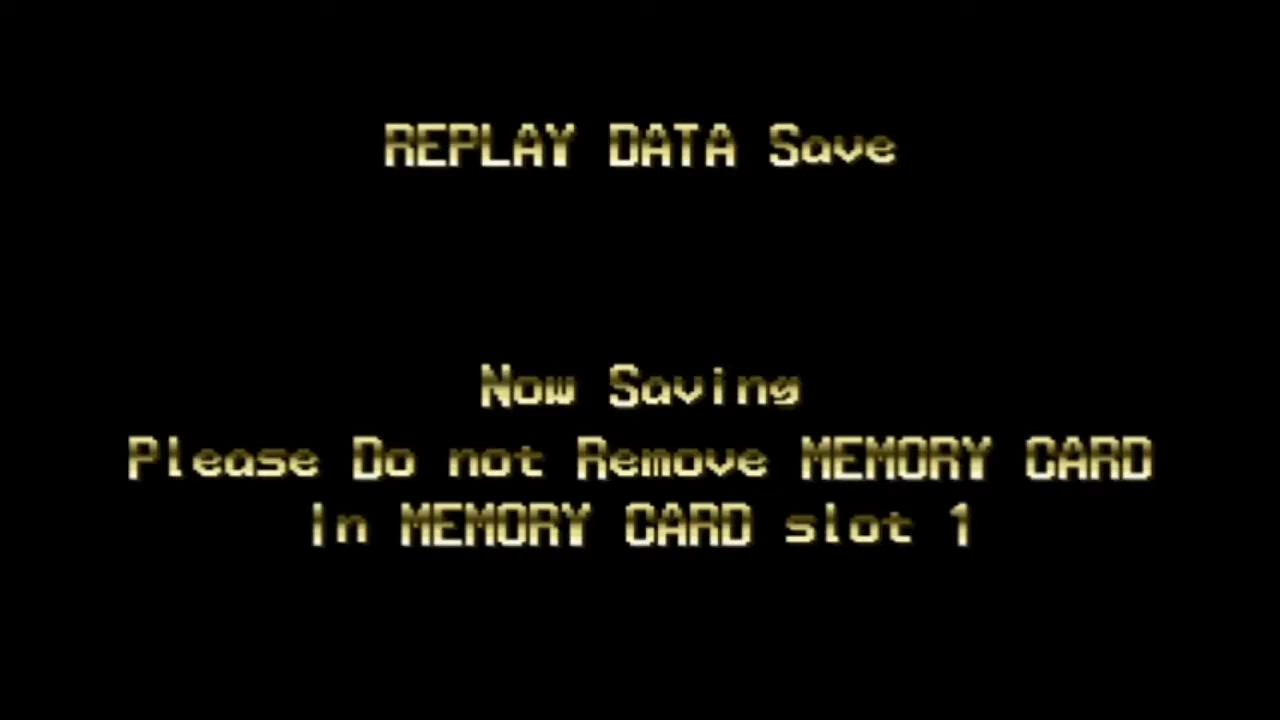 REPLAY DATA Save
Now Saving
Please Do not Remove MEMORY CARD
In MEMORY CARD slot 1